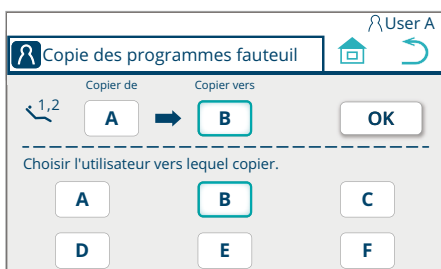 User A
Copie des programmes fauteuil
Copier de
Copier vers
1,2
A
B
OK
Choisir l'utilisateur vers lequel copier.
A
B
C
D
E
F